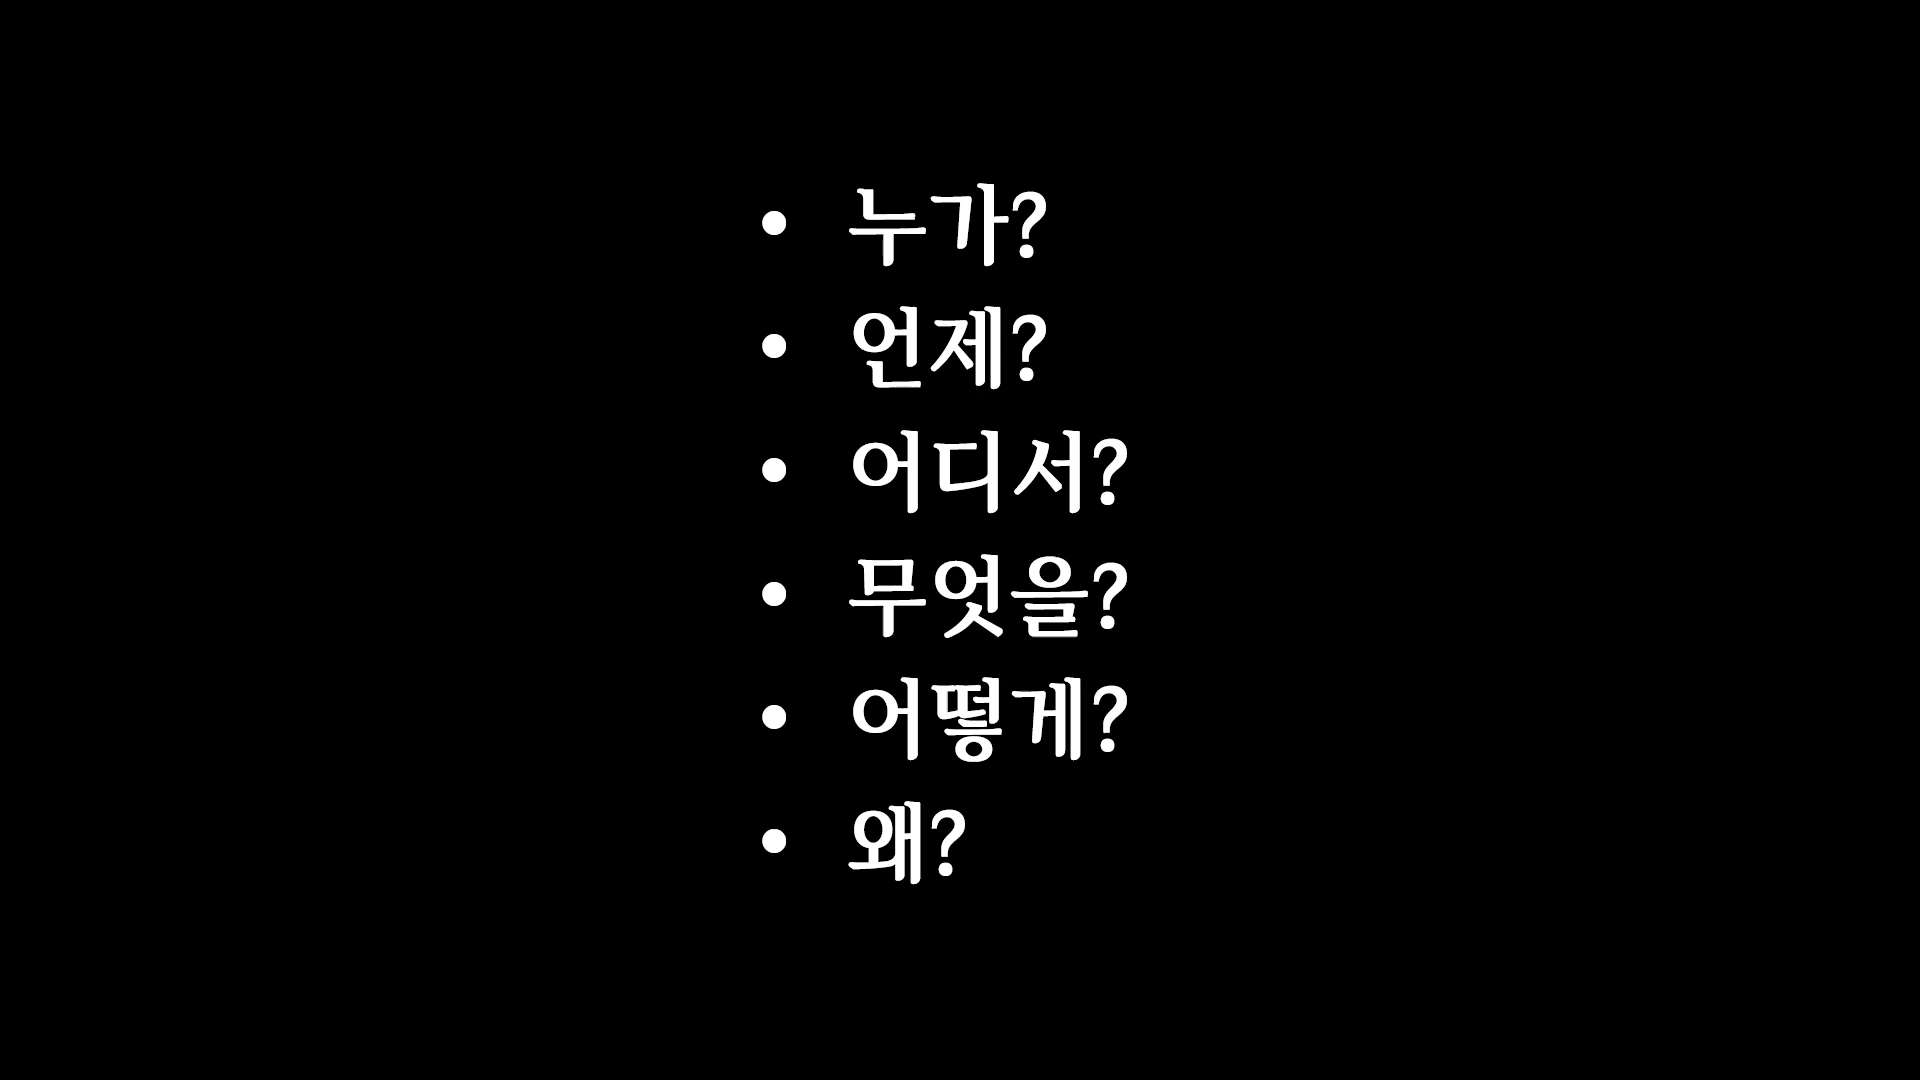 • 누가?
• 언제?
• 어디서?
• 무엇을?
• 어떻게?
• 왜?